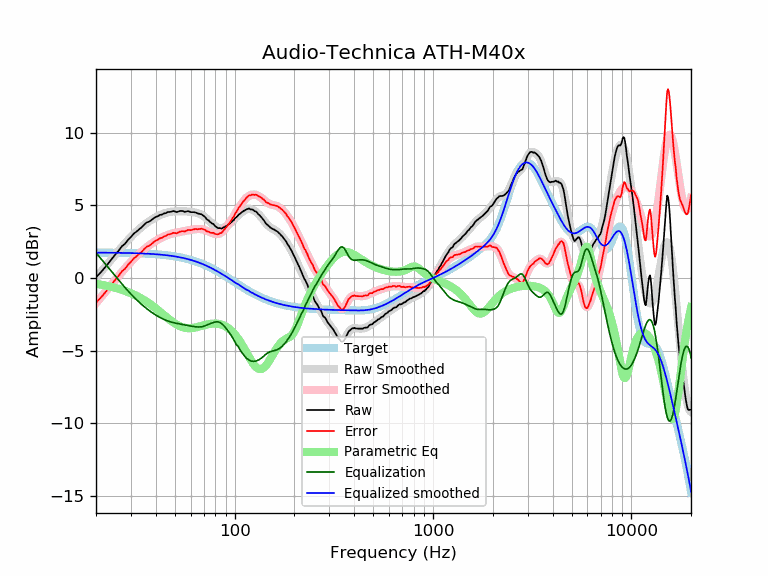 Audio-Technica ATH-M40x
Amplitude (dBr)
10
5
0
−5
−10
−15
Target
Raw Smoothed
Error Smoothed
Raw
Error
Parametric Eq
Equalization
Equalized smoothed
100
1000
10000
Frequency (Hz)